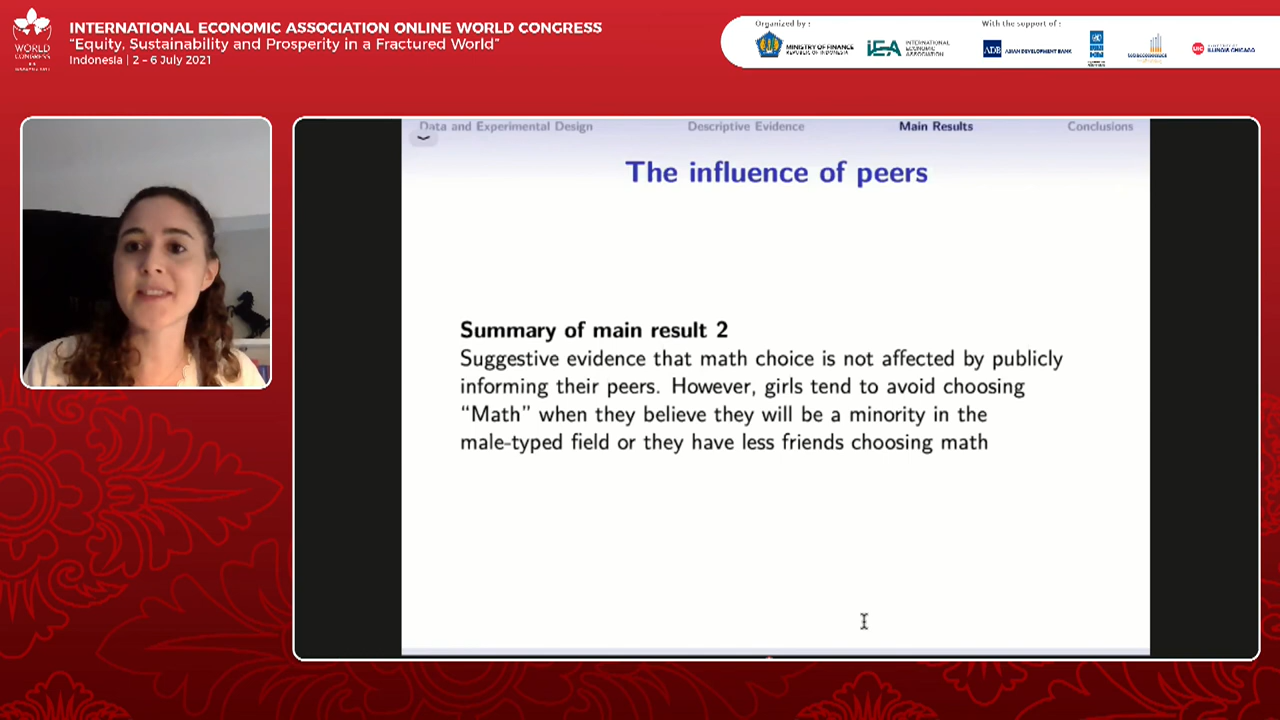 WORLD
CONGRESS
INTERNATIONAL ECONOMIC ASSOCIATION ONLINE WORLD CONGRESS
“Equity, Sustainability and Prosperity in a Fractured World”
Indonesia | 2 – 6 July 2021
Organized by :
With the support of :
MINISTRY OF FINANCE
REPUBLIC OF INDONESIA
iEA
INTERNATIONAL
ECONOMIC
ASSOCIATION
ADB
ASIAN DEVELOPMENT BANK
UIC
ILLINOIS CHICAGO
Data and Experimental Design
Descriptive Evidence
Main Results
Conclusions
The influence of peers
Summary of main result 2
Suggestive evidence that math choice is not affected by publicly
informing their peers. However, girls tend to avoid choosing
“Math” when they believe they will be a minority in the
male-typed field or they have less friends choosing math